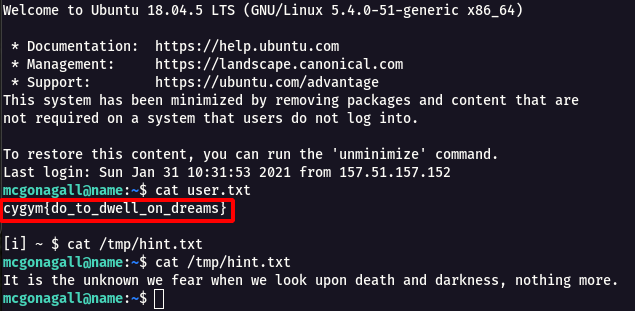 Welcome to Ubuntu 18.04.5 LTS (GNU/Linux 5.4.0-51-generic x86_64)
* Documentation:  https://help.ubuntu.com
* Management:     https://landscape.canonical.com
* Support:        https://ubuntu.com/advantage
This system has been minimized by removing packages and content that are
not required on a system that users do not log into.
To restore this content, you can run the 'unminimize' command.
Last login: Sun Jan 31 10:31:53 2021 from 157.51.157.152
mcgonagall@name:~$ cat user.txt
cygym{do_to_dwell_on_dreams}
[i] ~ $ cat /tmp/hint.txt
mcgonagall@name:~$ cat /tmp/hint.txt
It is the unknown we fear when we look upon death and darkness, nothing more.
mcgonagall@name:~$